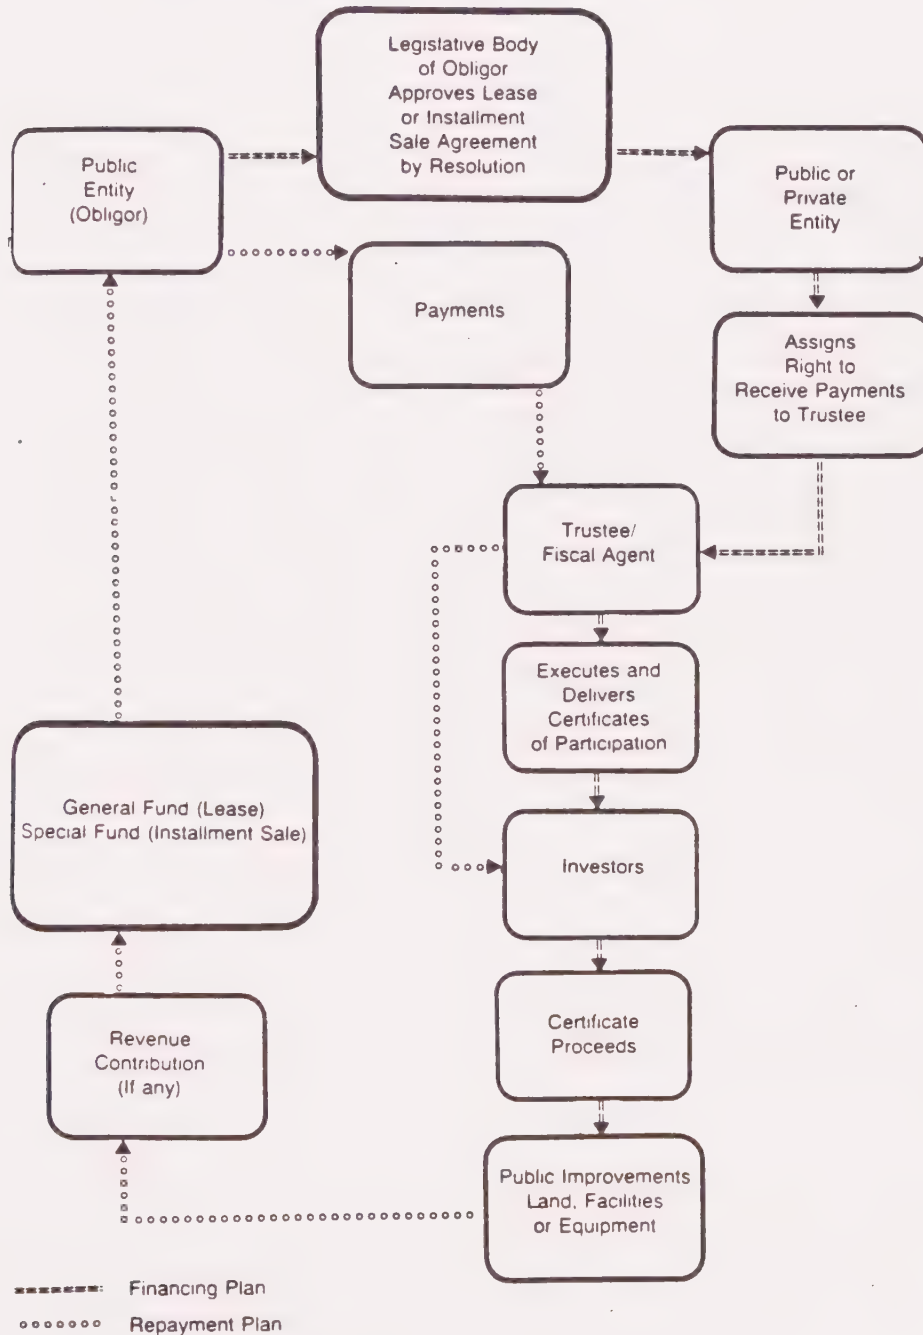 Legislative Body
of Obligor
Approves Lease
or Installment
Sale Agreement
by Resolution
Public
Entity
(Obligor)
Public or
Private
Entity
Payments
Assigns
Right to
Receive Payments
to Trustee
Trustee/
Fiscal Agent
Executes and
Delivers
Certificates
of Participation
General Fund (Lease)
Special Fund (Installment Sale)
Investors
Revenue
Contribution
(If any)
Certificate
Proceeds
Public Improvements
Land, Facilities
or Equipment
Financing Plan
Repayment Plan